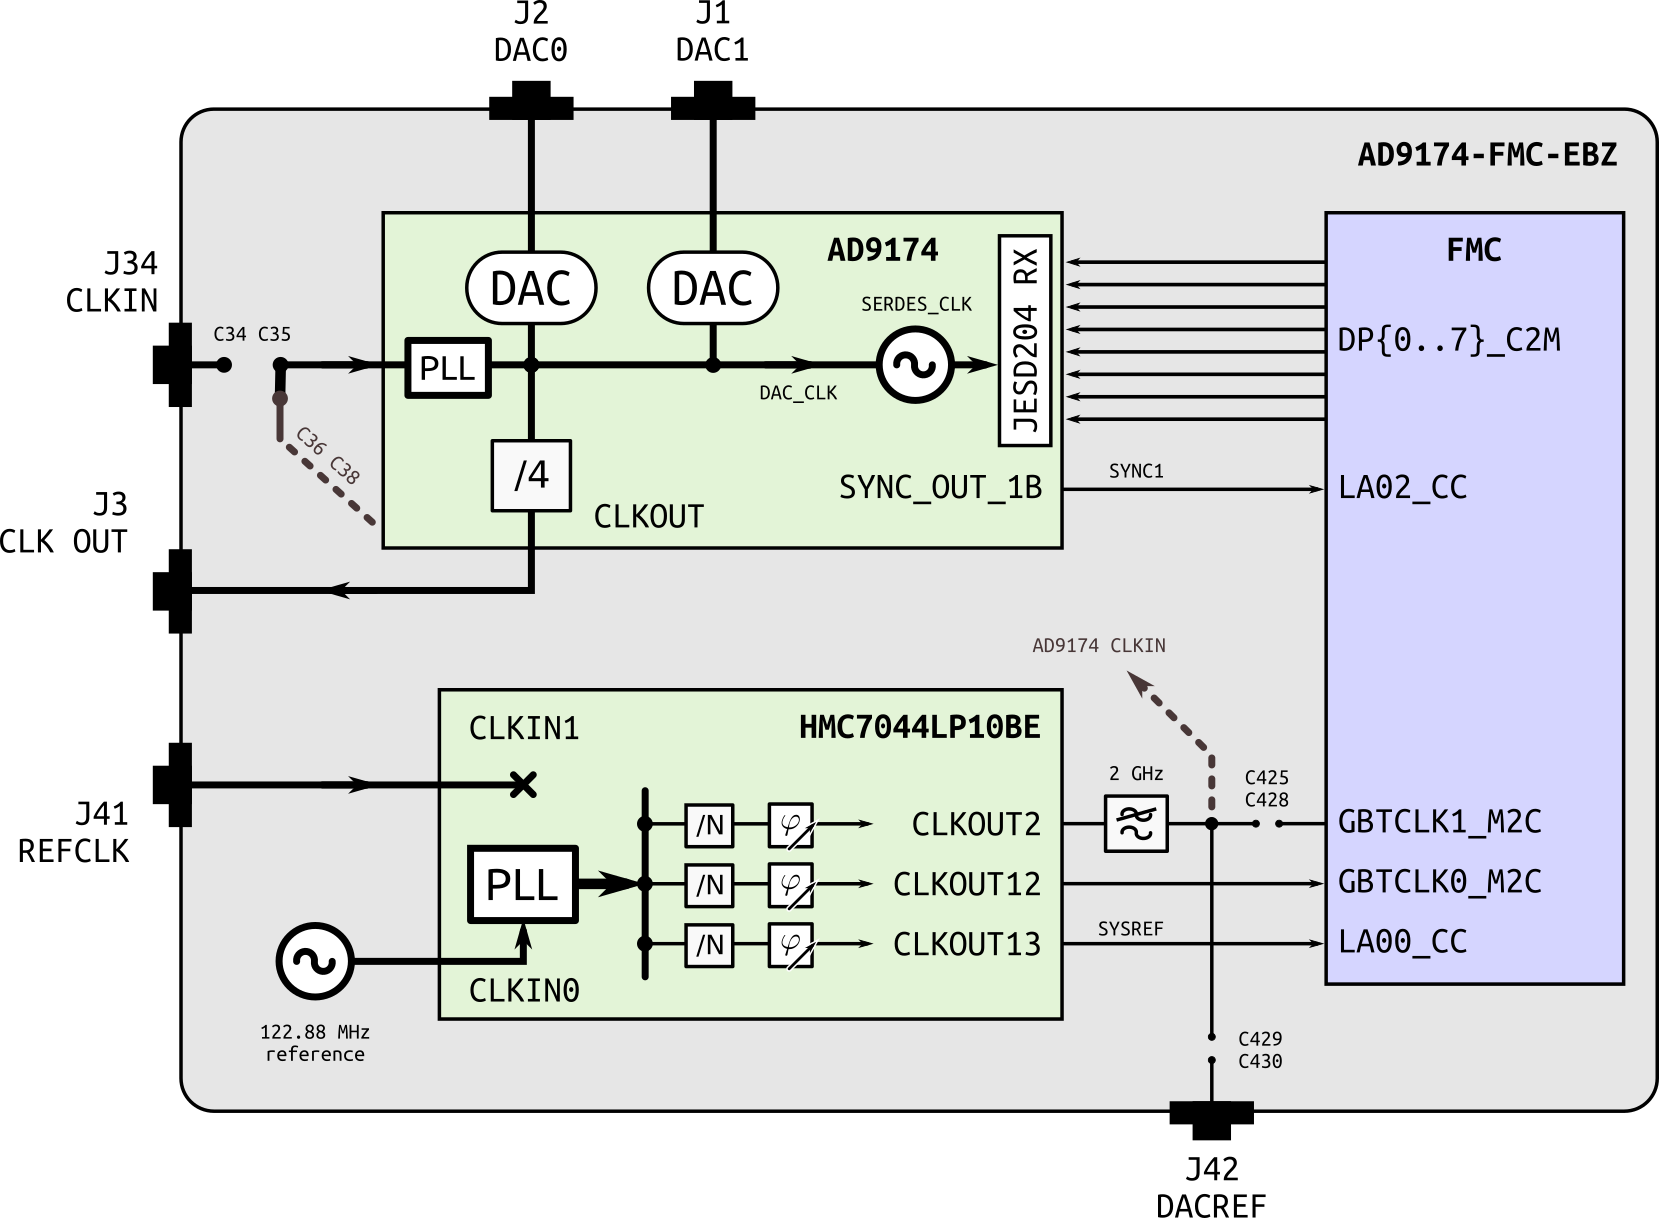 J2
DAC0
J1
DAC1
AD9174-FMC-EBZ
J34
CLKIN
C34 C35
C36 C38
AD9174
DAC
DAC
PLL
SERDES_CLK
DAC_CLK
JESD204 RX
/4
CLKOUT
SYNC_OUT_1B
SYNC1
FMC
DP{0..7}_C2M
LA02_CC
J3
CLK OUT
AD9174 CLKIN
J41
REFCLK
CLKIN1
HMC7044LP10BE
PLL
CLKIN0
122.88 MHz
reference
/N
φ
CLKOUT2
/N
φ
CLKOUT12
/N
φ
CLKOUT13
2 GHz
C425
C428
SYSREF
GBTCLK1_M2C
GBTCLK0_M2C
LA00_CC
C429
C430
J42
DACREF